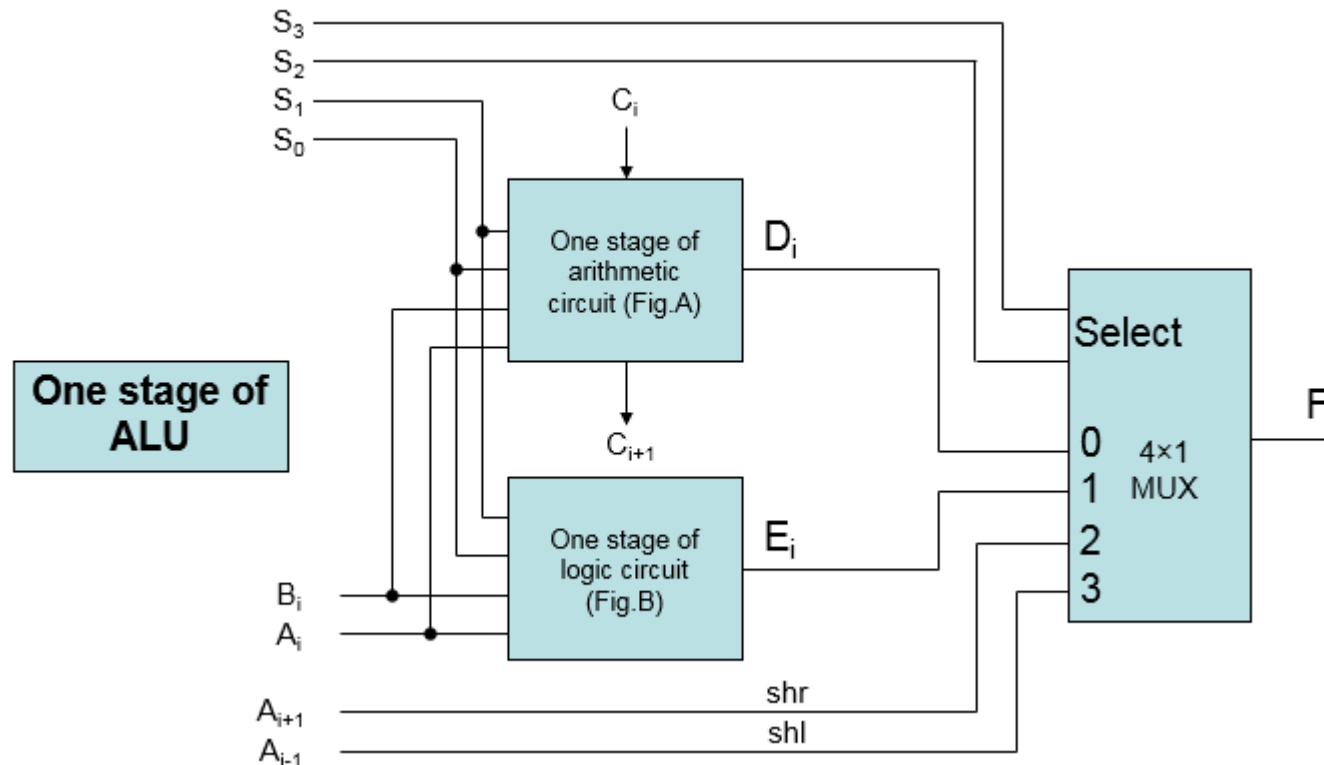 S₃
S₂
S₁
S₀
Cᵢ
One stage of
arithmetic
circuit (Fig.A)
Dᵢ
Select
One stage of
ALU
Cᵢ₊₁
F
0
4×1
1
MUX
2
3
One stage of
logic circuit
(Fig.B)
Eᵢ
Bᵢ
Aᵢ
shr
Aᵢ₊₁
shl
Aᵢ₋₁